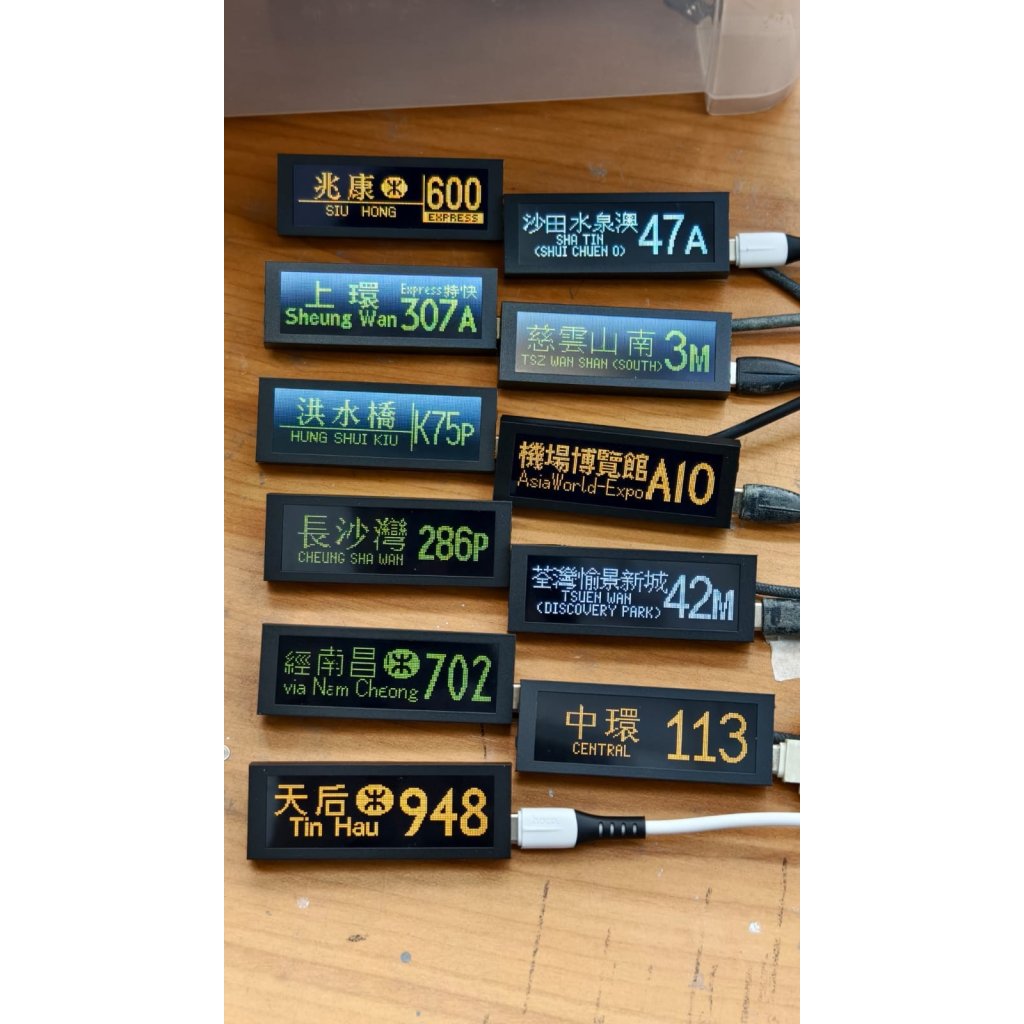 兆康 600
SIU HONG EXPRESS
沙田水泉澳 47A
SHA TIN
(SHUI CHUEN O)
上環 Express特快
Sheung Wan 307A
慈雲山南 3M
TSZ WAN SHAN (SOUTH)
洪水橋 K75P
HUNG SHUI KIU
機場博覽館 A10
AsiaWorld-Expo
長沙灣 286P
CHEUNG SHA WAN
荃灣愉景新城 42M
TSUEN WAN
(DISCOVERY PARK)
經南昌 702
via Nam Cheong
中環 113
CENTRAL
天后 948
Tin Hau
hoco.